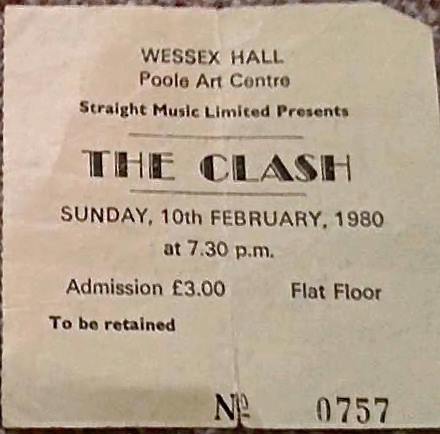 WESSEX HALL
Poole Art Centre
Straight Music Limited Presents
THE CLASH
SUNDAY, 10th FEBRUARY, 1980
at 7.30 p.m.
Admission £3.00 Flat Floor
To be retained
Nº 0757